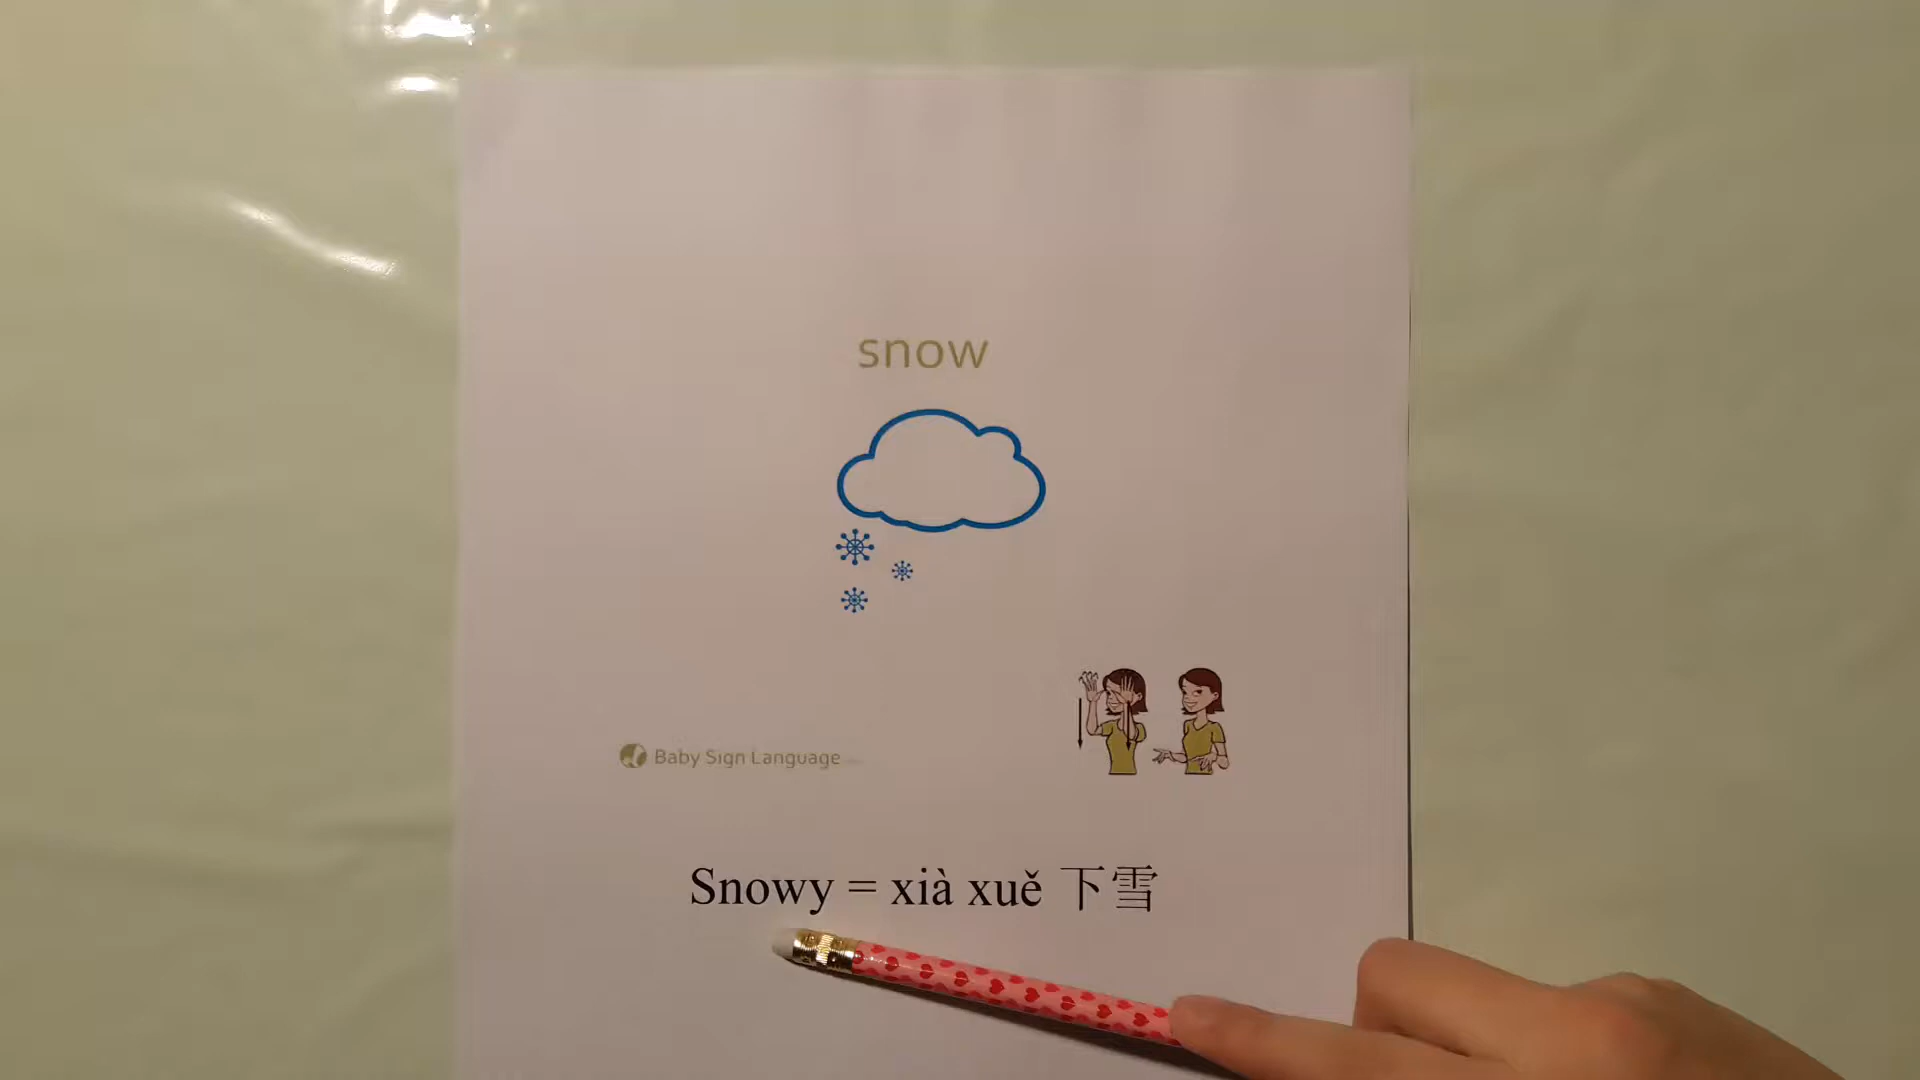 snow
Baby Sign Language
Snowy = xià xuě 下雪